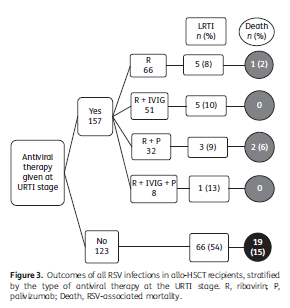 LRTI
n (%)
Death
n (%)
R
66
5 (8)
1 (2)
Yes
157
R + IVIG
51
5 (10)
0
R + P
32
3 (9)
2 (6)
R + IVIG + P
8
1 (13)
0
Antiviral
therapy
given at
URTI stage
No
123
66 (54)
19
(15)
Figure 3. Outcomes of all RSV infections in allo-HSCT recipients, stratified
by the type of antiviral therapy at the URTI stage. R, ribavirin; P,
palivizumab; Death, RSV-associated mortality.